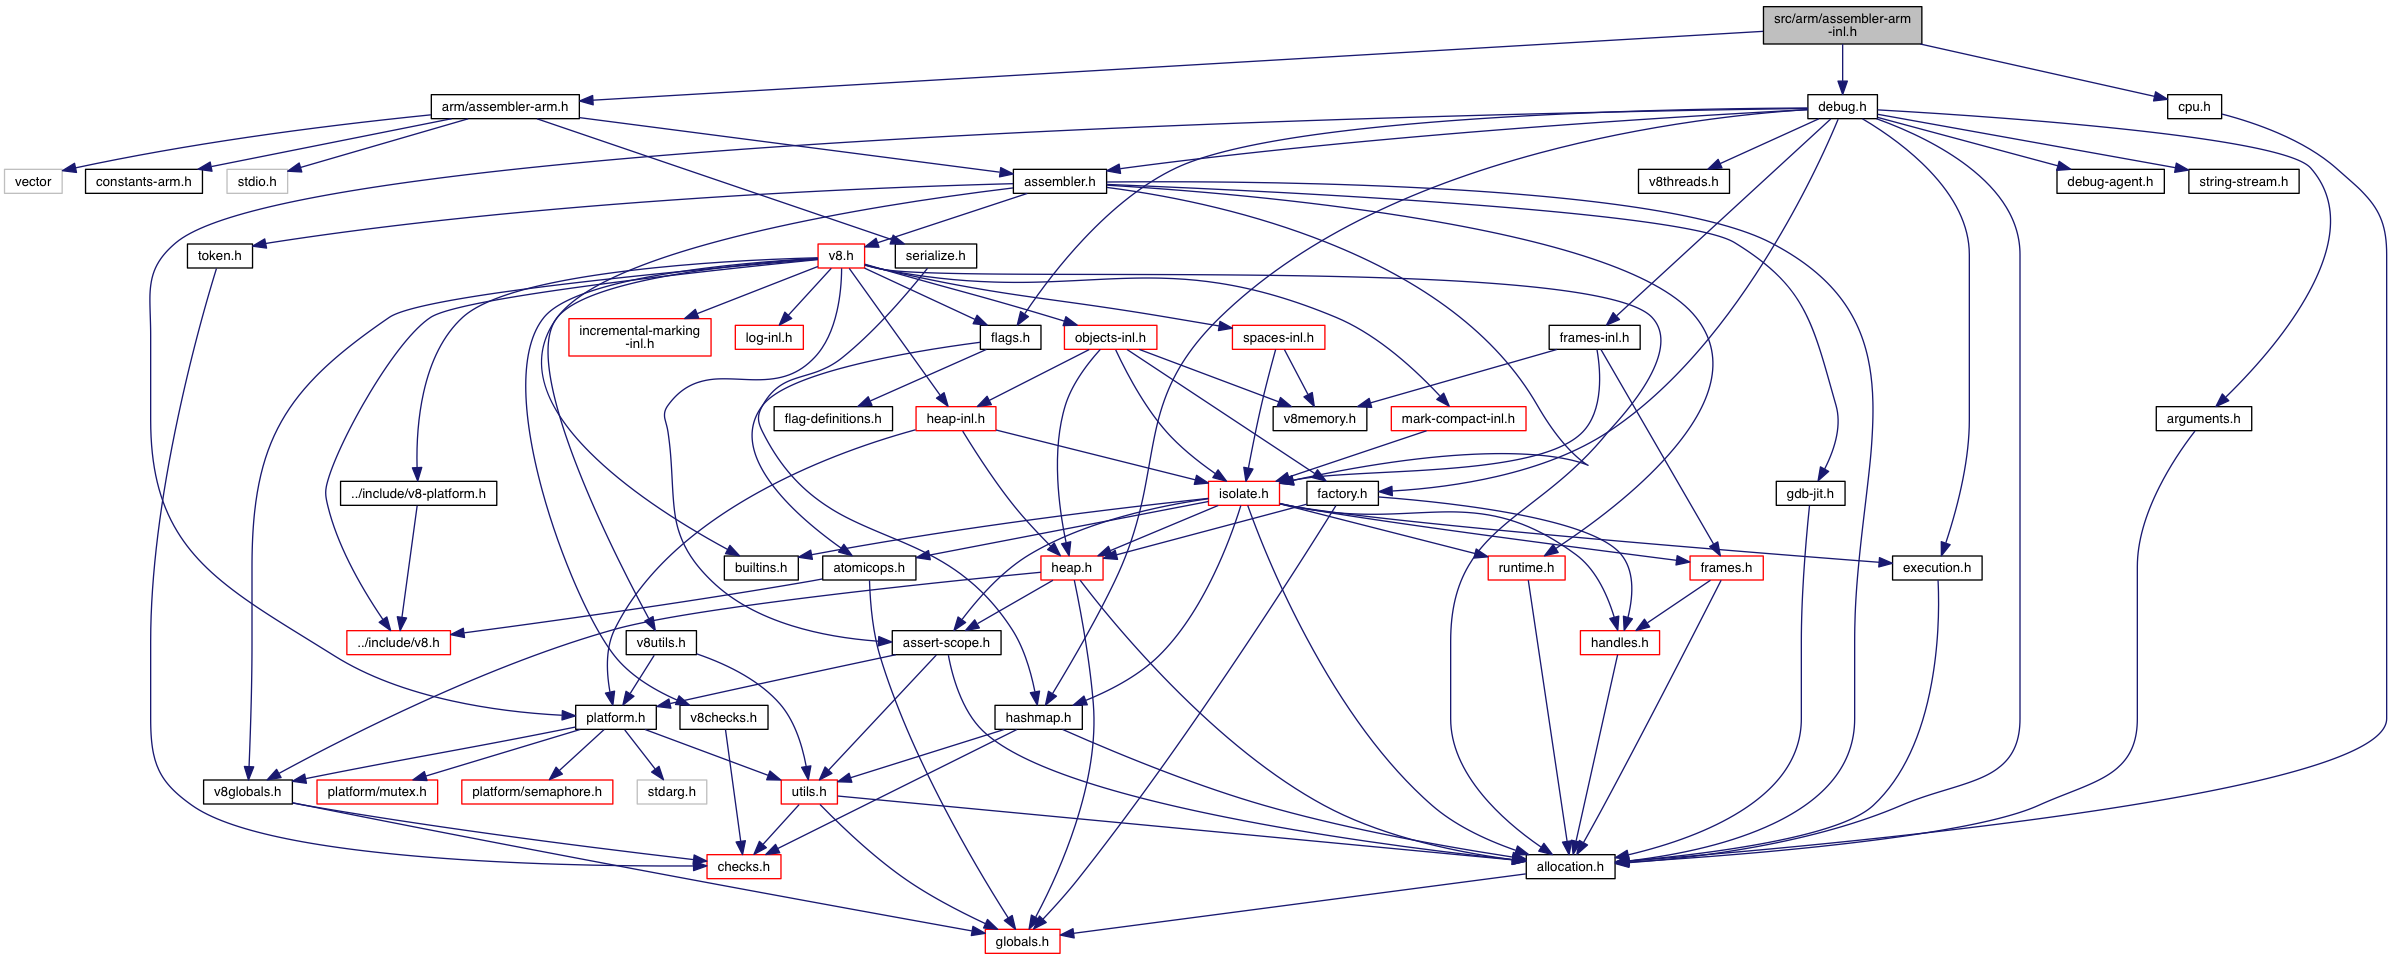 src/arm/assembler-arm
-inl.h
arm/assembler-arm.h
debug.h
cpu.h
vector
constants-arm.h
stdio.h
assembler.h
v8threads.h
debug-agent.h
string-stream.h
token.h
v8.h
serialize.h
incremental-marking
-inl.h
log-inl.h
flags.h
objects-inl.h
spaces-inl.h
frames-inl.h
flag-definitions.h
heap-inl.h
v8memory.h
mark-compact-inl.h
arguments.h
../include/v8-platform.h
isolate.h
factory.h
gdb-jit.h
builtins.h
atomicops.h
heap.h
runtime.h
frames.h
execution.h
../include/v8.h
v8utils.h
assert-scope.h
handles.h
platform.h
v8checks.h
hashmap.h
v8globals.h
platform/mutex.h
platform/semaphore.h
stdarg.h
utils.h
checks.h
allocation.h
globals.h